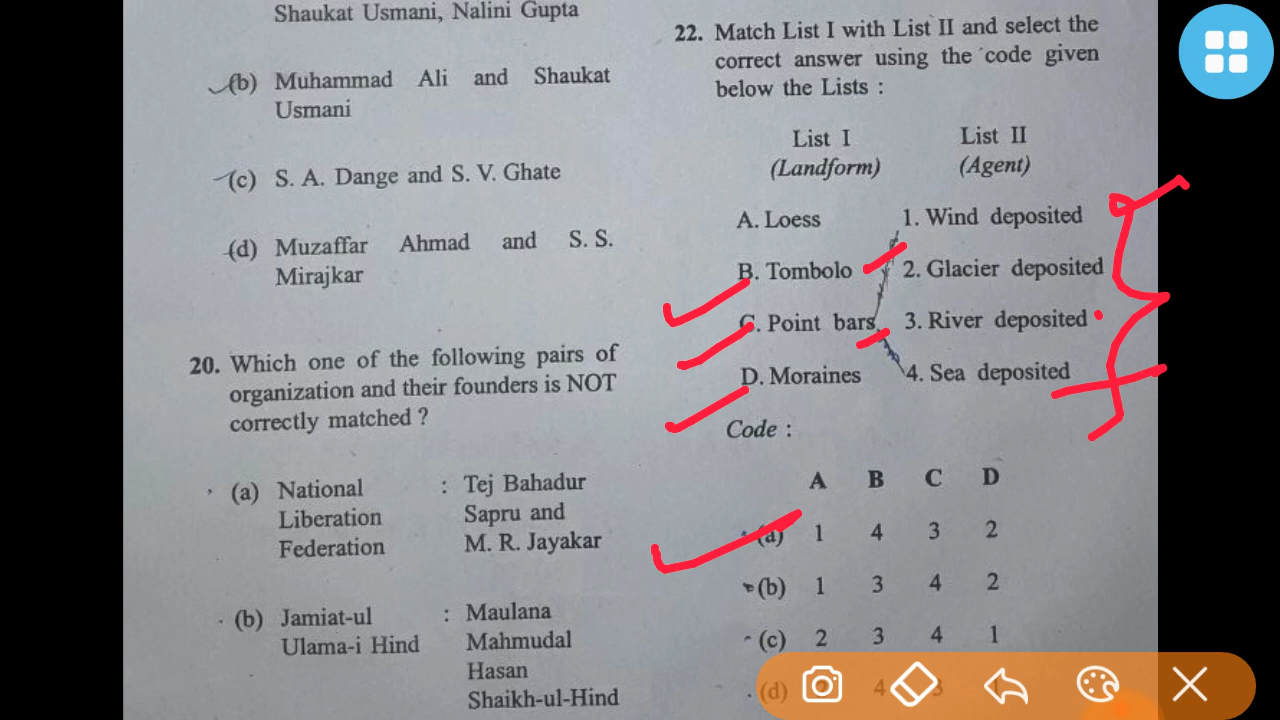 Shaukat Usmani, Nalini Gupta
(b) Muhammad Ali and Shaukat
Usmani
(c) S. A. Dange and S. V. Ghate
(d) Muzaffar Ahmad and S. S.
Mirajkar
20. Which one of the following pairs of
organization and their founders is NOT
correctly matched ?
(a) National : Tej Bahadur
Liberation Sapru and
Federation M. R. Jayakar
(b) Jamiat-ul : Maulana
Ulama-i Hind Mahmudal
Hasan
Shaikh-ul-Hind
22. Match List I with List II and select the
correct answer using the code given
below the Lists :
List I List II
(Landform) (Agent)
A. Loess 1. Wind deposited
B. Tombolo 2. Glacier deposited
C. Point bars 3. River deposited
D. Moraines 4. Sea deposited
Code :
A B C D
(a) 1 4 3 2
(b) 1 3 4 2
(c) 2 3 4 1
(d) 4 3 1